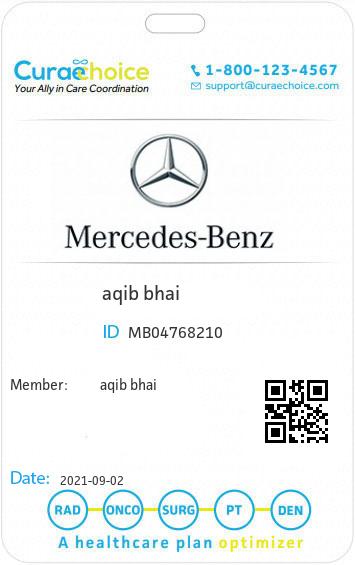 Curaechoice
Your Ally in Care Coordination
1-800-123-4567
support@curaechoice.com
Mercedes-Benz
aqib bhai
ID MB04768210
Member: aqib bhai
Date: 2021-09-02
RAD ONCO SURG PT DEN
A healthcare plan optimizer